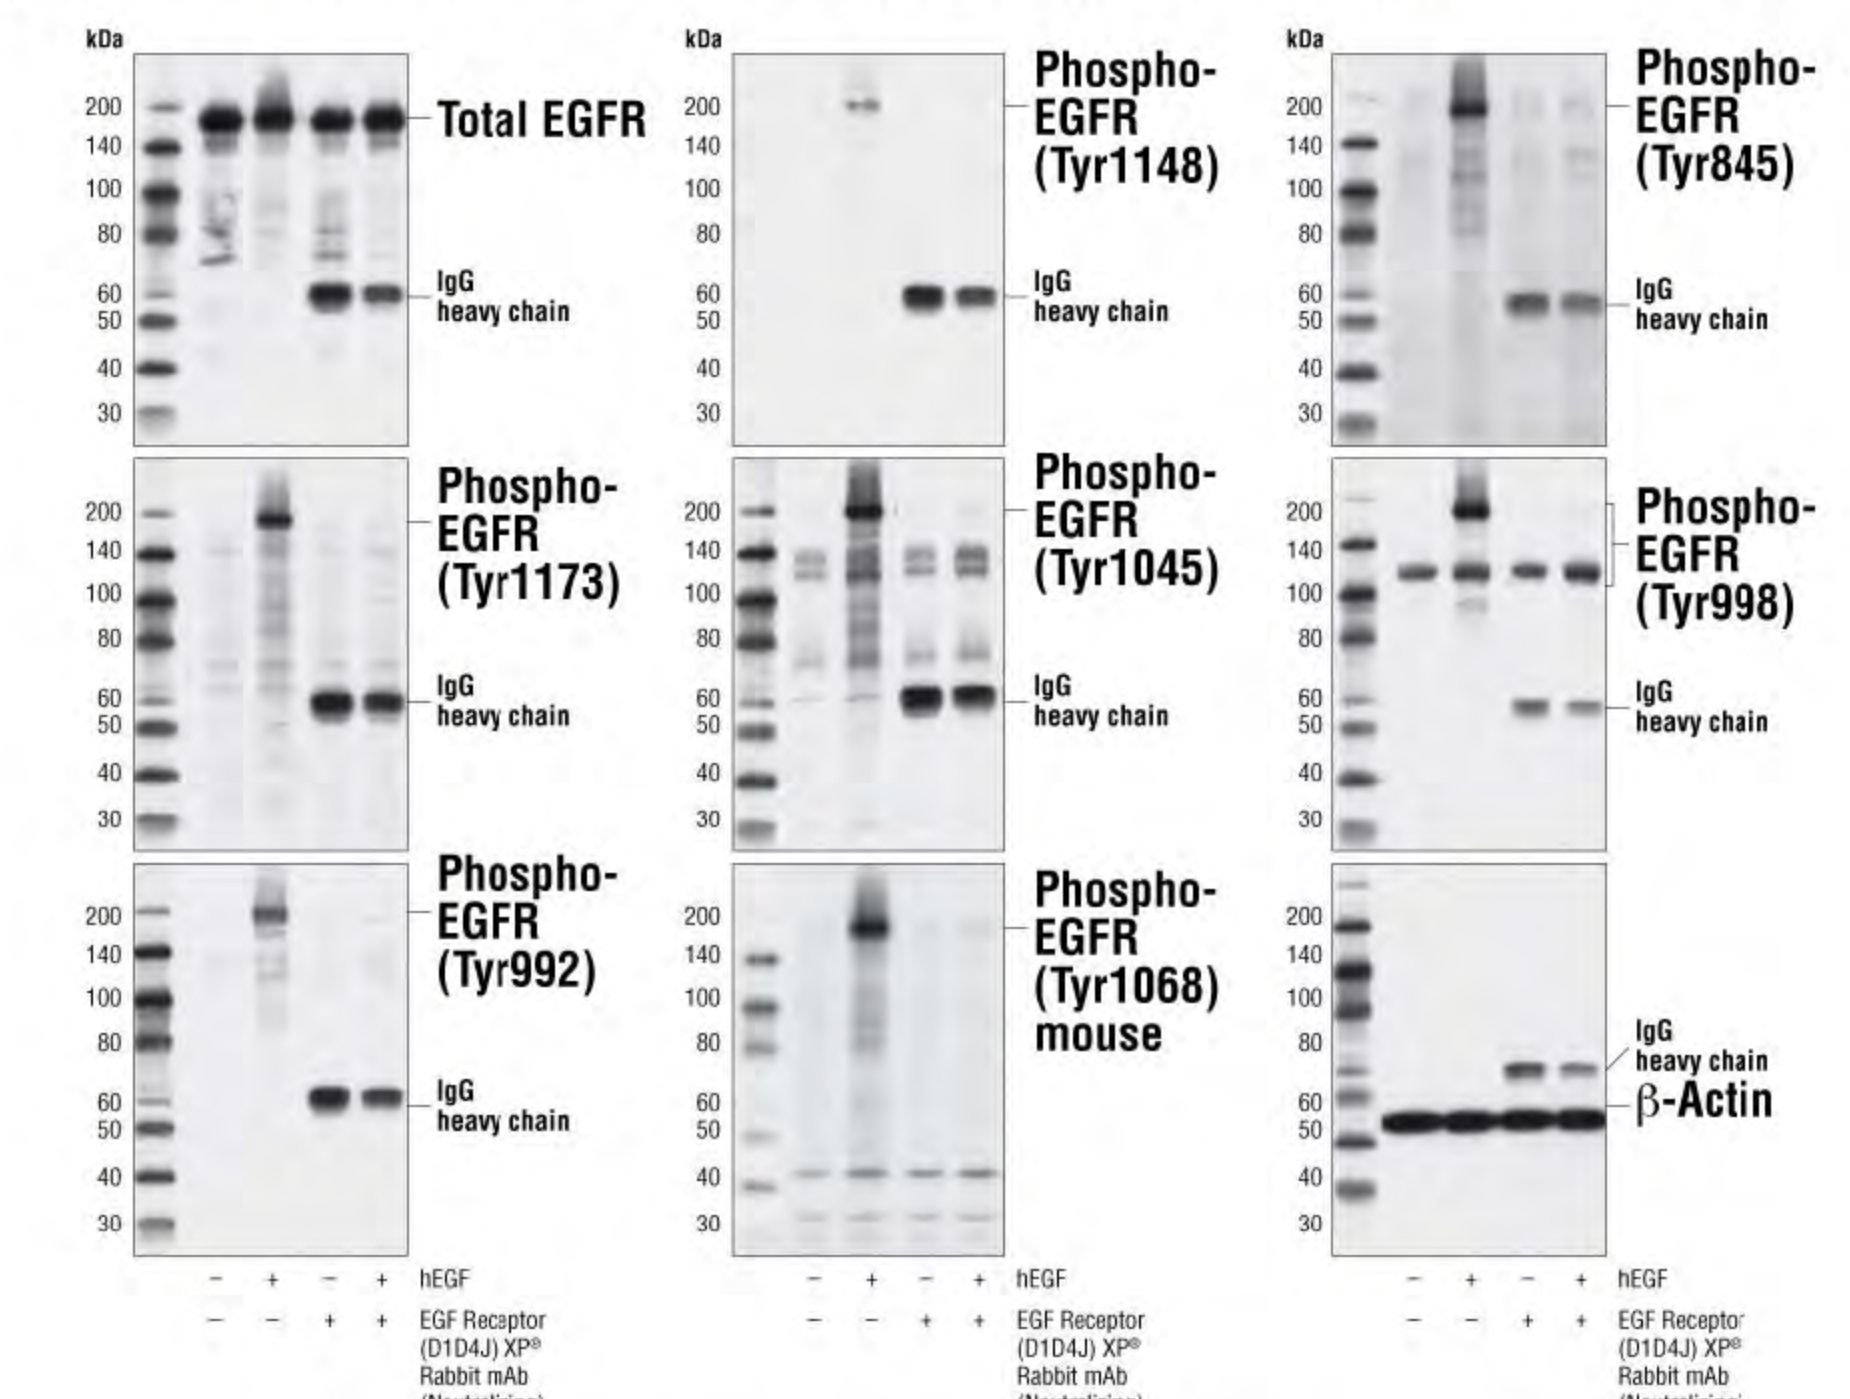 kDa
200
140
100
80
60
50
40
30
Total EGFR
IgG
heavy chain
kDa
200
140
100
80
60
50
40
30
Phospho-
EGFR
(Tyr1148)
IgG
heavy chain
kDa
200
140
100
80
60
50
40
30
Phospho-
EGFR
(Tyr845)
IgG
heavy chain
200
140
100
80
60
50
40
30
Phospho-
EGFR
(Tyr1173)
IgG
heavy chain
200
140
100
80
60
50
40
30
Phospho-
EGFR
(Tyr1045)
IgG
heavy chain
200
140
100
80
60
50
40
30
Phospho-
EGFR
(Tyr998)
IgG
heavy chain
200
140
100
80
60
50
40
30
Phospho-
EGFR
(Tyr992)
IgG
heavy chain
200
140
100
80
60
50
40
30
Phospho-
EGFR
(Tyr1068)
mouse
200
140
100
80
60
50
40
30
IgG
heavy chain
β-Actin
– + – + hEGF
– – + + EGF Receptor
(D1D4J) XP®
Rabbit mAb
– + – + hEGF
– – + + EGF Receptor
(D1D4J) XP®
Rabbit mAb
– + – + hEGF
– – + + EGF Receptor
(D1D4J) XP®
Rabbit mAb